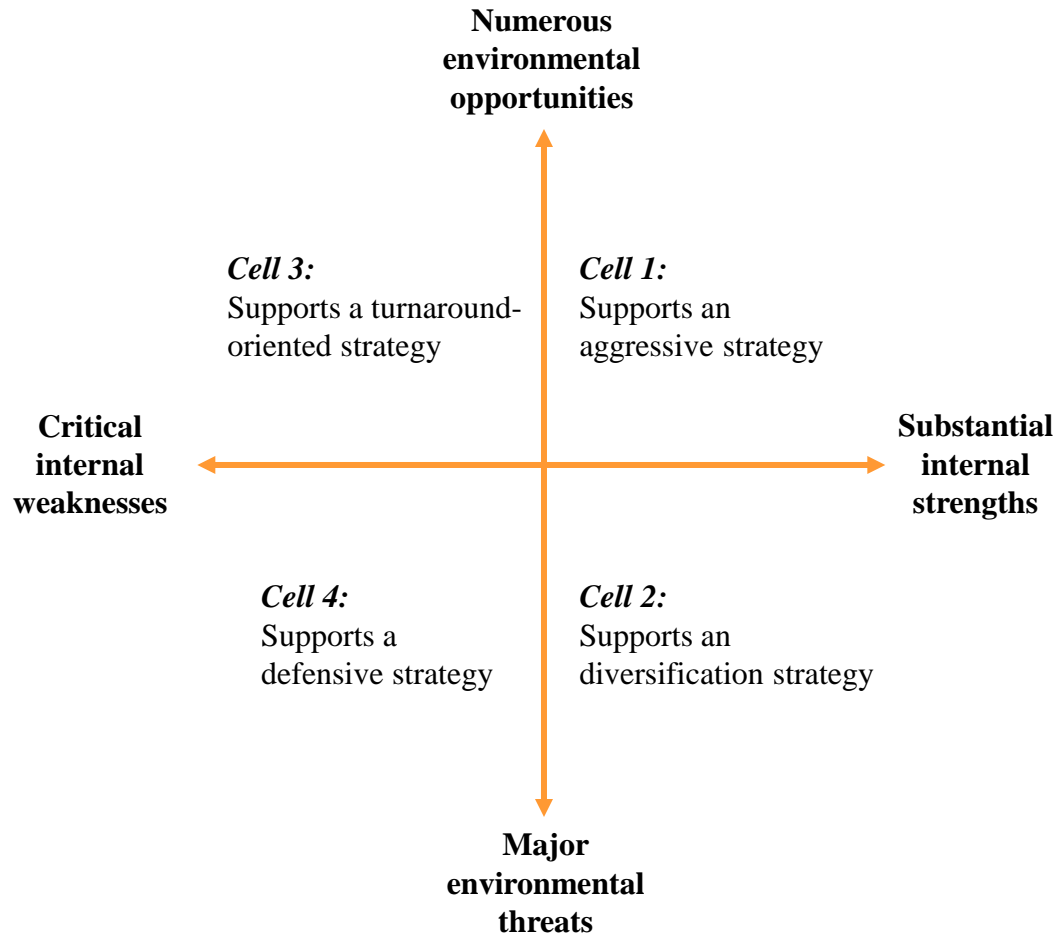 Numerous
environmental
opportunities
Cell 3:
Supports a turnaround-
oriented strategy
Cell 1:
Supports an
aggressive strategy
Critical
internal
weaknesses
Substantial
internal
strengths
Cell 4:
Supports a
defensive strategy
Cell 2:
Supports an
diversification strategy
Major
environmental
threats